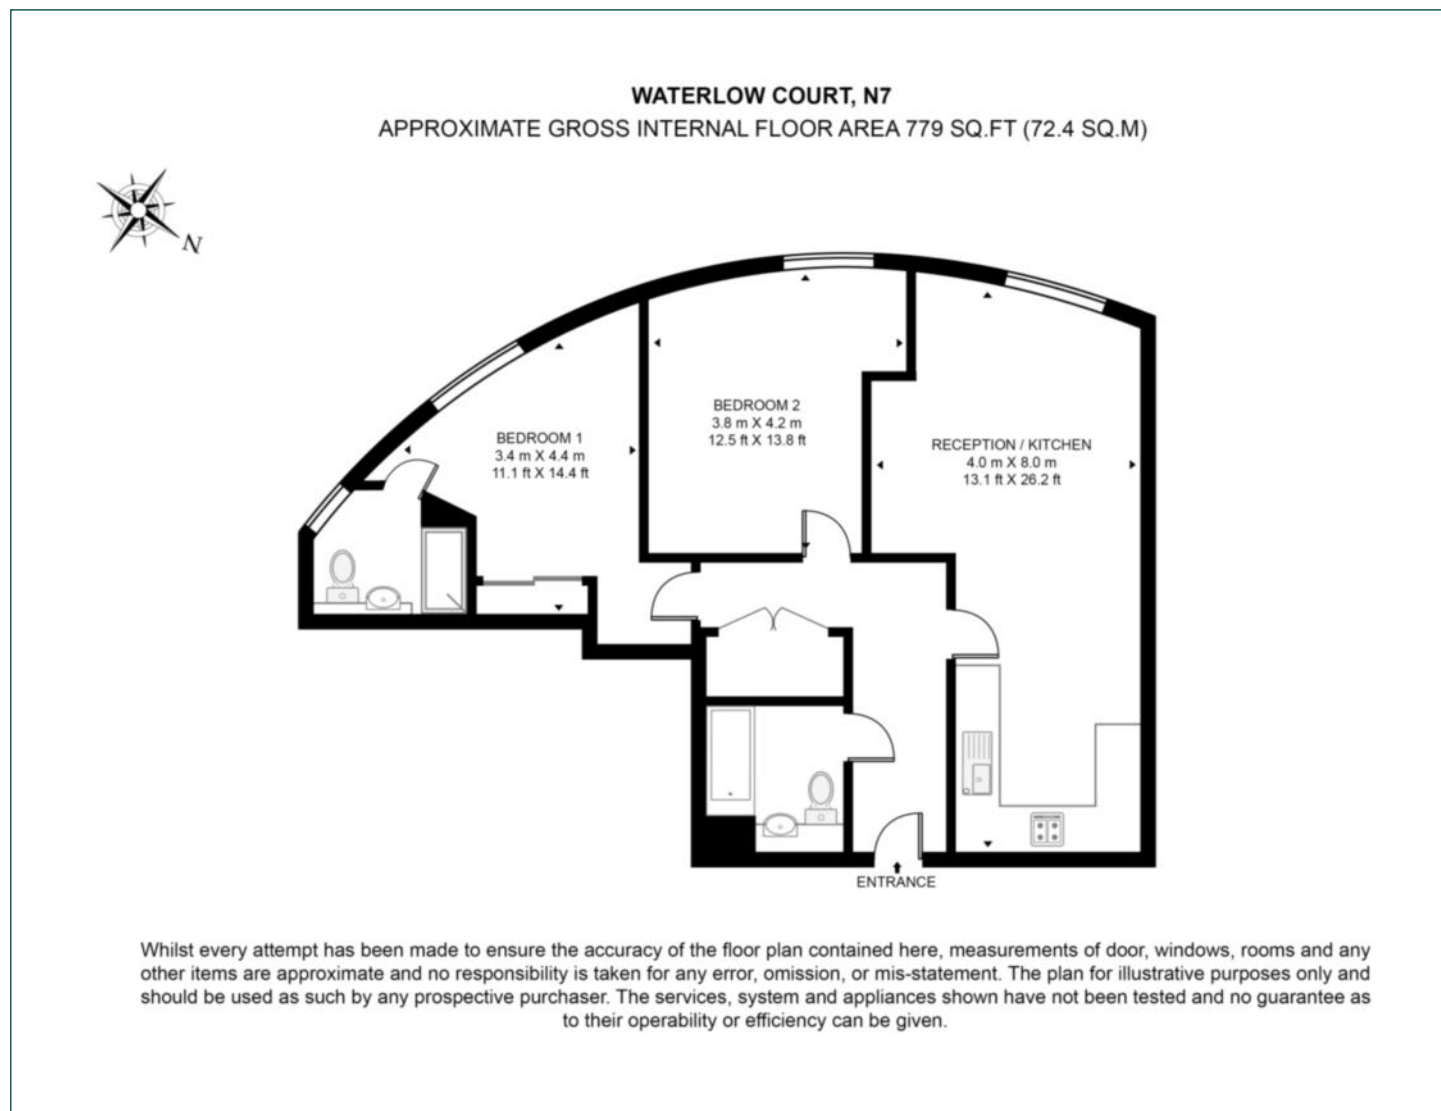 WATERLOW COURT, N7
APPROXIMATE GROSS INTERNAL FLOOR AREA 779 SQ.FT (72.4 SQ.M)
N
BEDROOM 2
3.8 m X 4.2 m
12.5 ft X 13.8 ft
BEDROOM 1
3.4 m X 4.4 m
11.1 ft X 14.4 ft
RECEPTION / KITCHEN
4.0 m X 8.0 m
13.1 ft X 26.2 ft
ENTRANCE
Whilst every attempt has been made to ensure the accuracy of the floor plan contained here, measurements of door, windows, rooms and any
other items are approximate and no responsibility is taken for any error, omission, or mis-statement. The plan for illustrative purposes only and
should be used as such by any prospective purchaser. The services, system and appliances shown have not been tested and no guarantee as
to their operability or efficiency can be given.